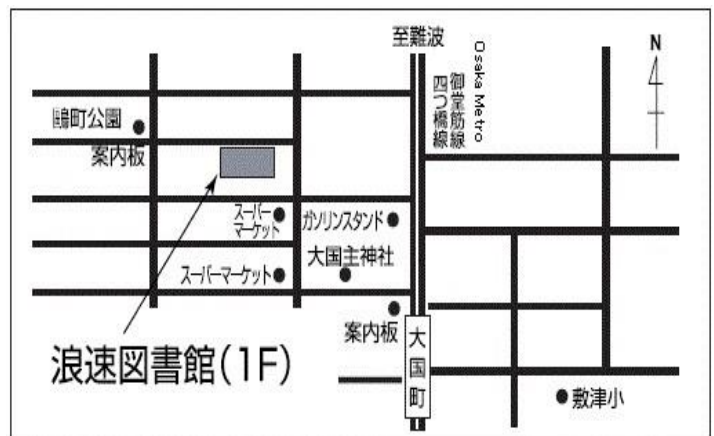 至難波
N
Osaka Metro
御堂筋線
四つ橋線
鷗町公園
案内板
スーパー
マーケット
ガソリンスタンド
大国主神社
スーパーマーケット
案内板
浪速図書館(1F)
大国町
敷津小